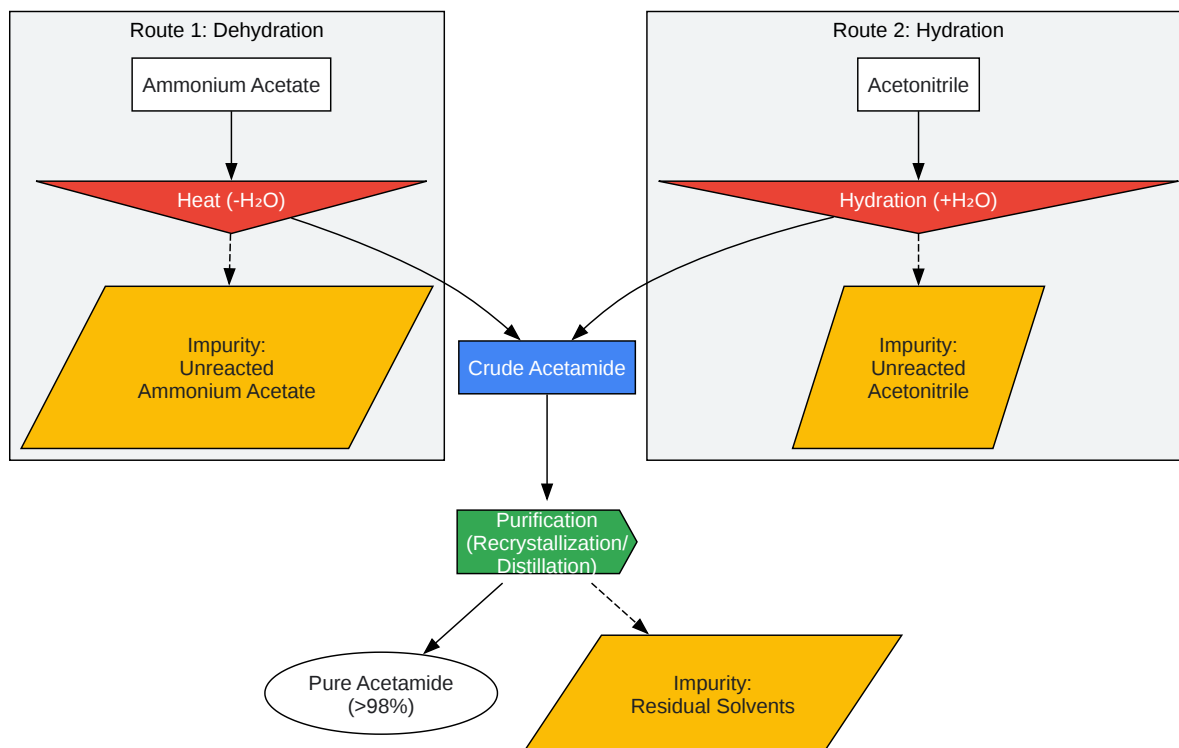 Route 1: Dehydration
Ammonium Acetate
Heat (-H₂O)
Impurity:
Unreacted
Ammonium Acetate
Route 2: Hydration
Acetonitrile
Hydration (+H₂O)
Impurity:
Unreacted
Acetonitrile
Crude Acetamide
Purification
(Recrystallization/
Distillation)
Pure Acetamide
(>98%)
Impurity:
Residual Solvents